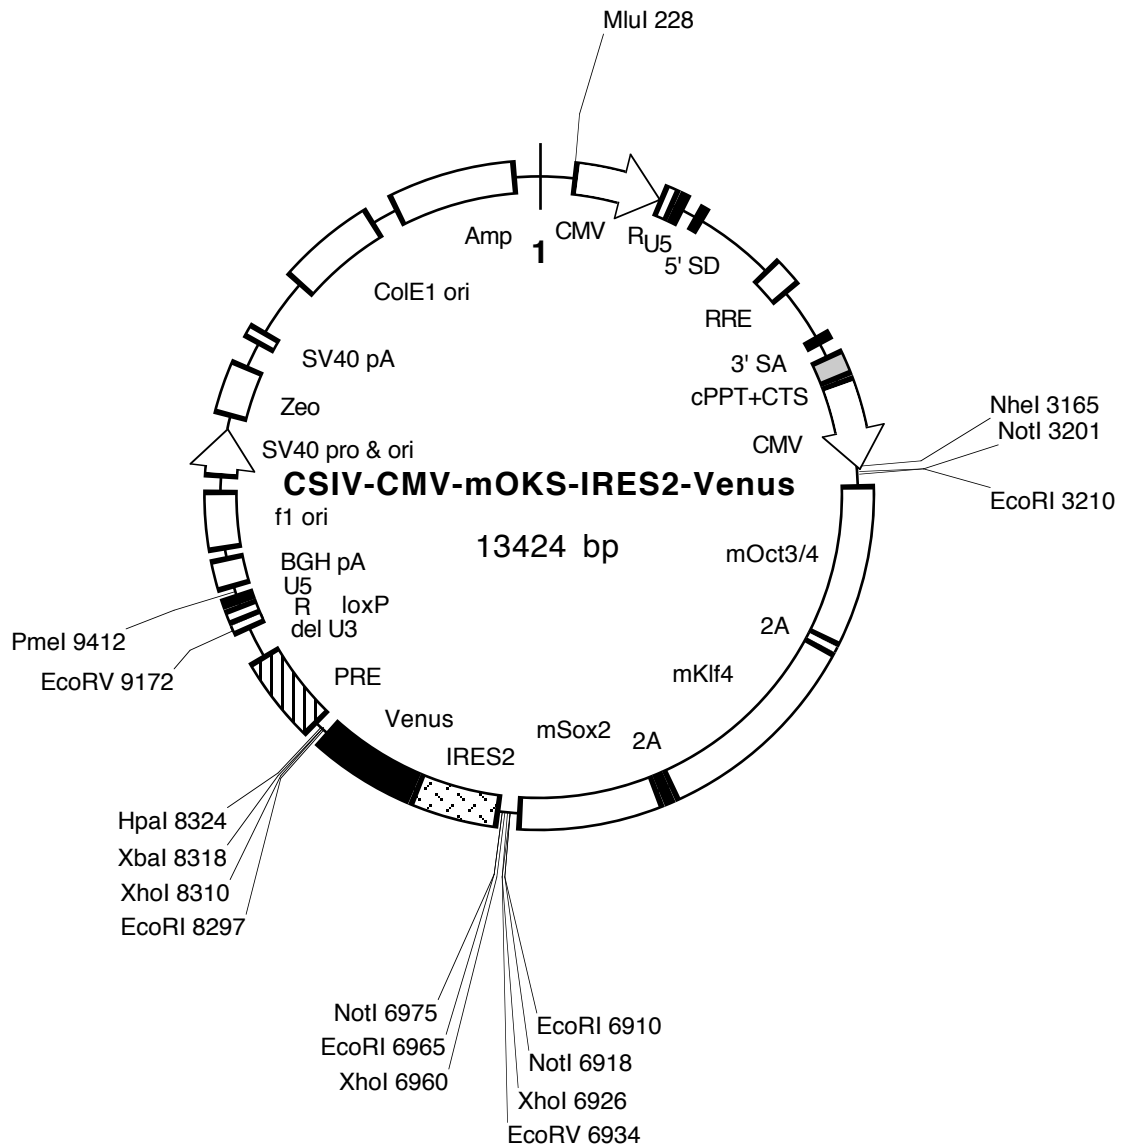 MluI 228
Amp
CMV
1
R
U5
5' SD
ColE1 ori
RRE
SV40 pA
3' SA
cPPT+CTS
Zeo
NheI 3165
NotI 3201
CMV
SV40 pro & ori
CSIV-CMV-mOKS-IRES2-Venus
EcoRI 3210
f1 ori
13424 bp
mOct3/4
BGH pA
U5
R
loxP
del U3
2A
PmeI 9412
EcoRV 9172
PRE
mKlf4
Venus
mSox2
2A
IRES2
HpaI 8324
XbaI 8318
XhoI 8310
EcoRI 8297
NotI 6975
EcoRI 6965
XhoI 6960
EcoRI 6910
NotI 6918
XhoI 6926
EcoRV 6934